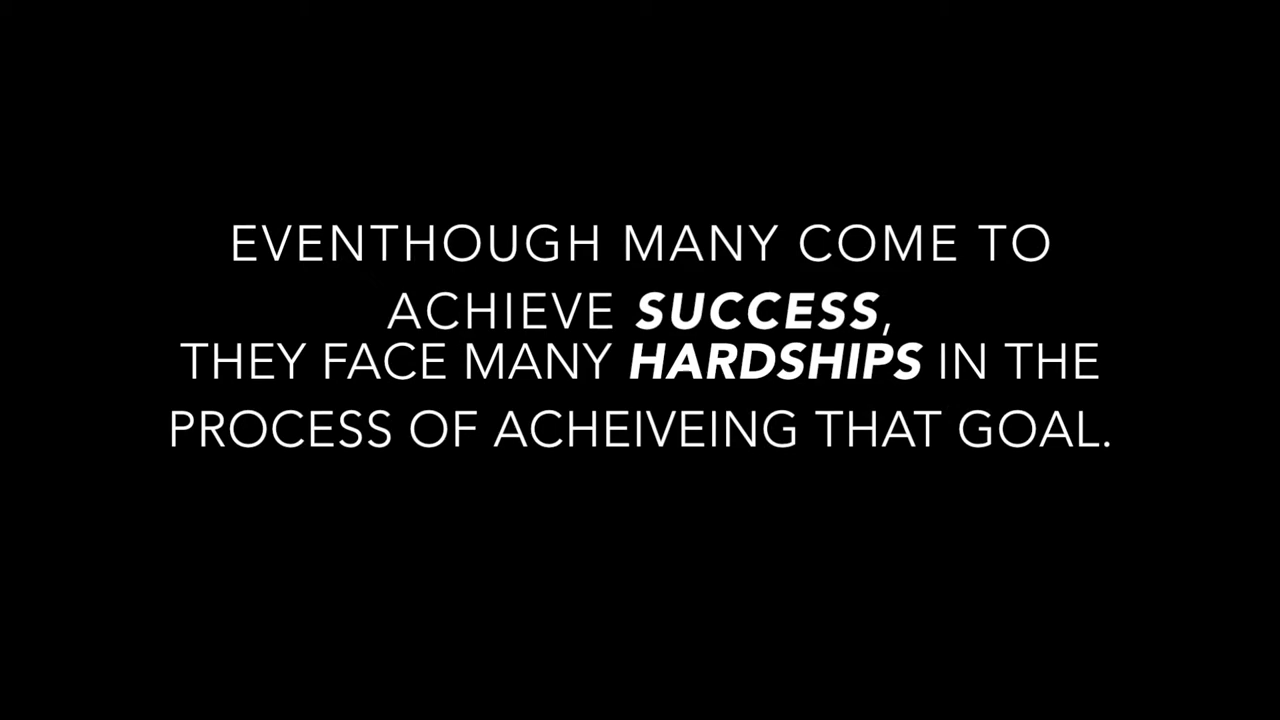 EVENTHOUGH MANY COME TO
ACHIEVE SUCCESS,
THEY FACE MANY HARDSHIPS IN THE
PROCESS OF ACHEIVEING THAT GOAL.